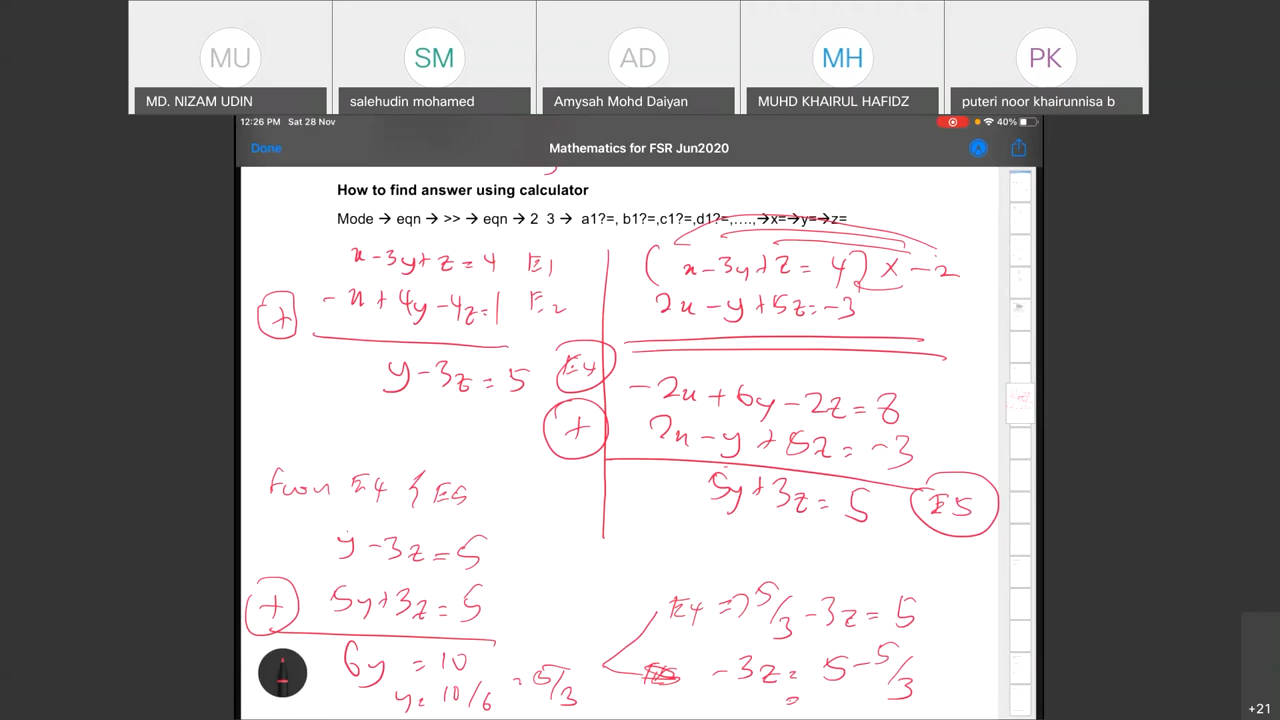 MU
SM
AD
MH
PK
MD. NIZAM UDIN
salehudin mohamed
Amysah Mohd Daiyan
MUHD KHAIRUL HAFIDZ
puteri noor khairunnisa b
12:26 PM Sat 28 Nov
40%
Done
Mathematics for FSR Jun2020
How to find answer using calculator
Mode → eqn → >> → eqn → 2 3 → a1?=, b1?=,c1?=,d1?=,….,→x=→y=→z=
x - 3y + z = 4 E1
- x + 4y - 4z = 1 E2
+
y - 3z = 5 E4
(x - 3y + z = 4) x - 2
2x - y + 5z = -3
- 2x + 6y - 2z = 8
+
2x - y + 5z = -3
5y + 3z = 5 E5
From E4 & E5
y - 3z = 5
+ 5y + 3z = 5
6y = 10
y = 10/6 = 5/3
E4 => 5/3 - 3z = 5
- 3z = 5 - 5/3
=
+21